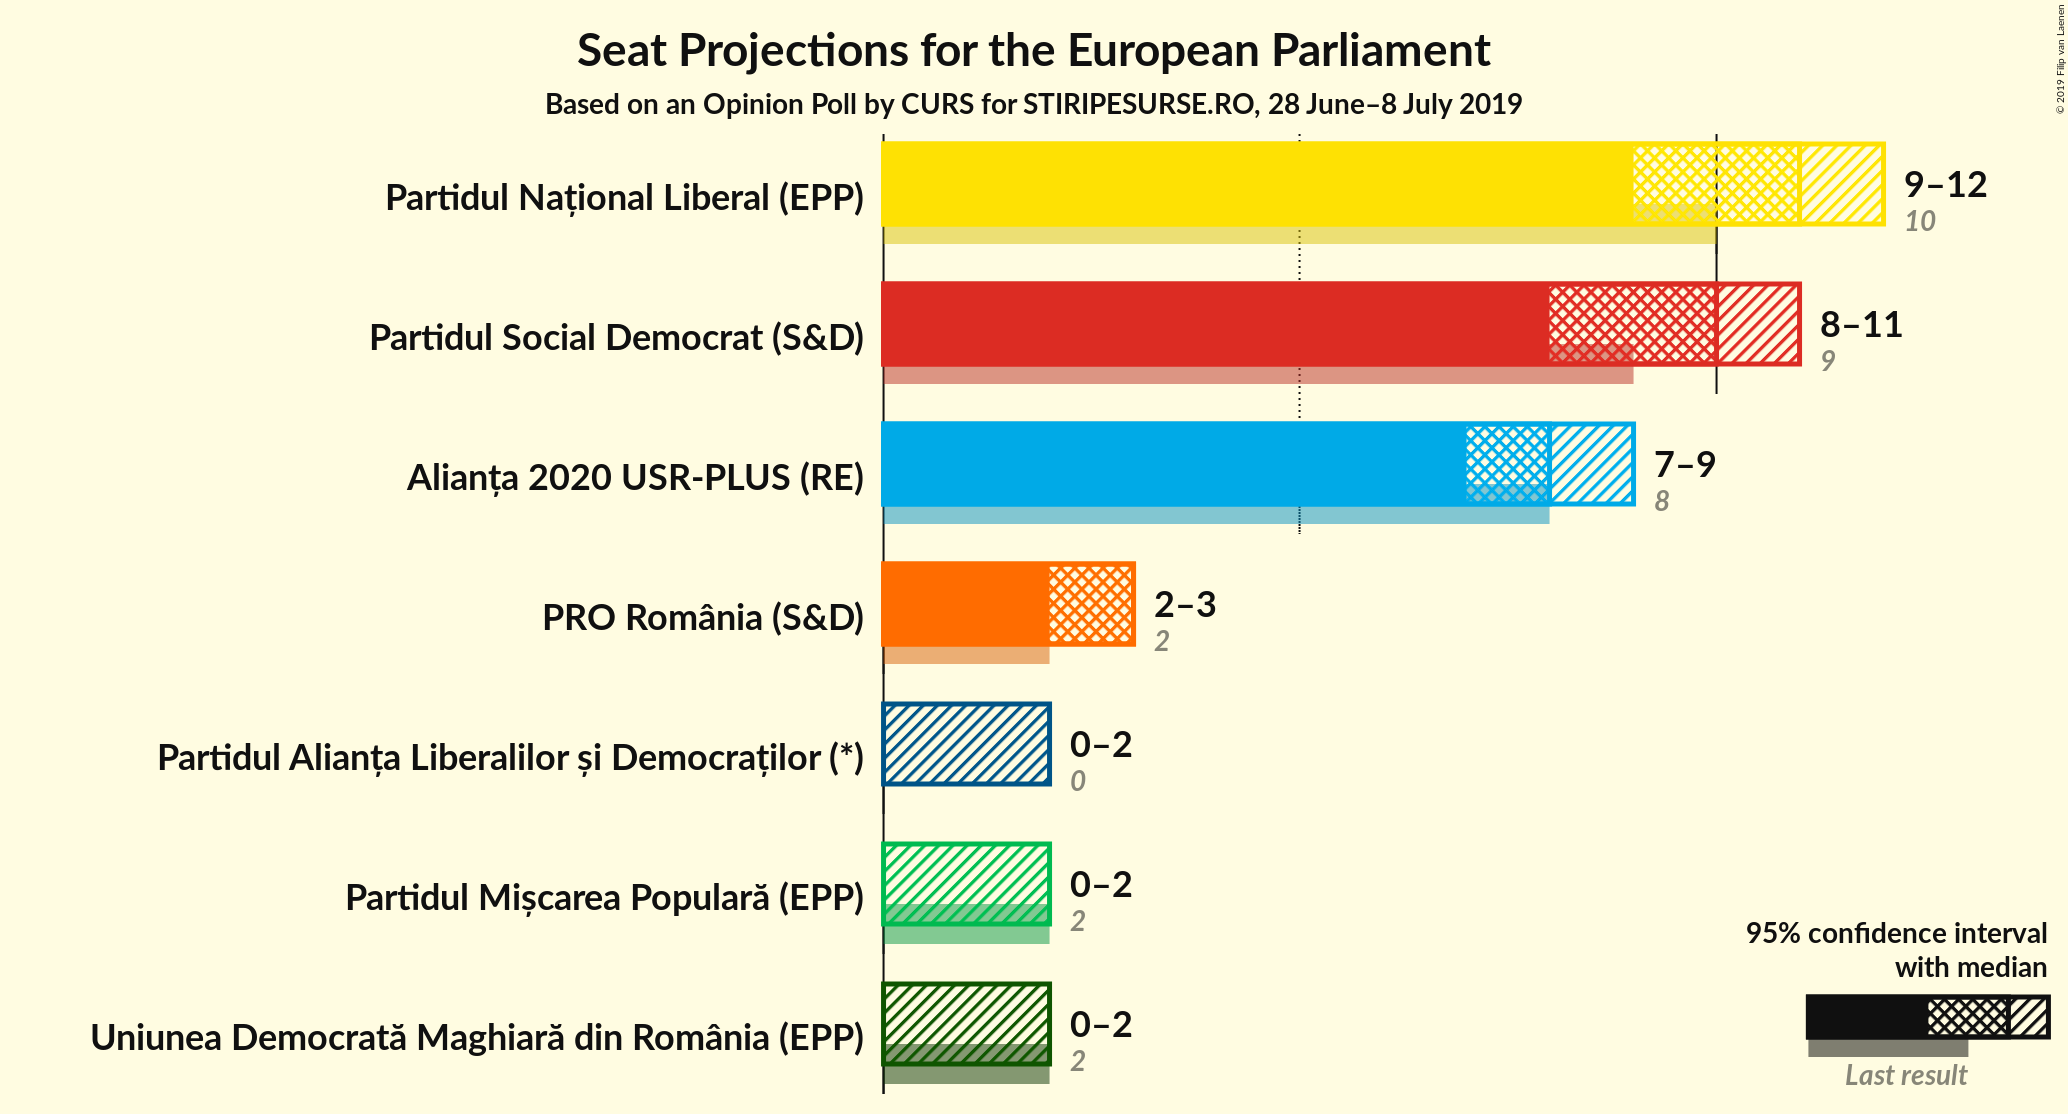 Seat Projections for the European Parliament
Based on an Opinion Poll by CURS for STIRIPESURSE.RO, 28 June–8 July 2019
© 2019 Filip van Laenen
Partidul Național Liberal (EPP)
9–12
10
Partidul Social Democrat (S&D)
8–11
9
Alianța 2020 USR-PLUS (RE)
7–9
8
PRO România (S&D)
2–3
2
Partidul Alianța Liberalilor și Democraților (*)
0–2
0
Partidul Mișcarea Populară (EPP)
0–2
2
Uniunea Democrată Maghiară din România (EPP)
0–2
2
95% confidence interval
with median
Last result